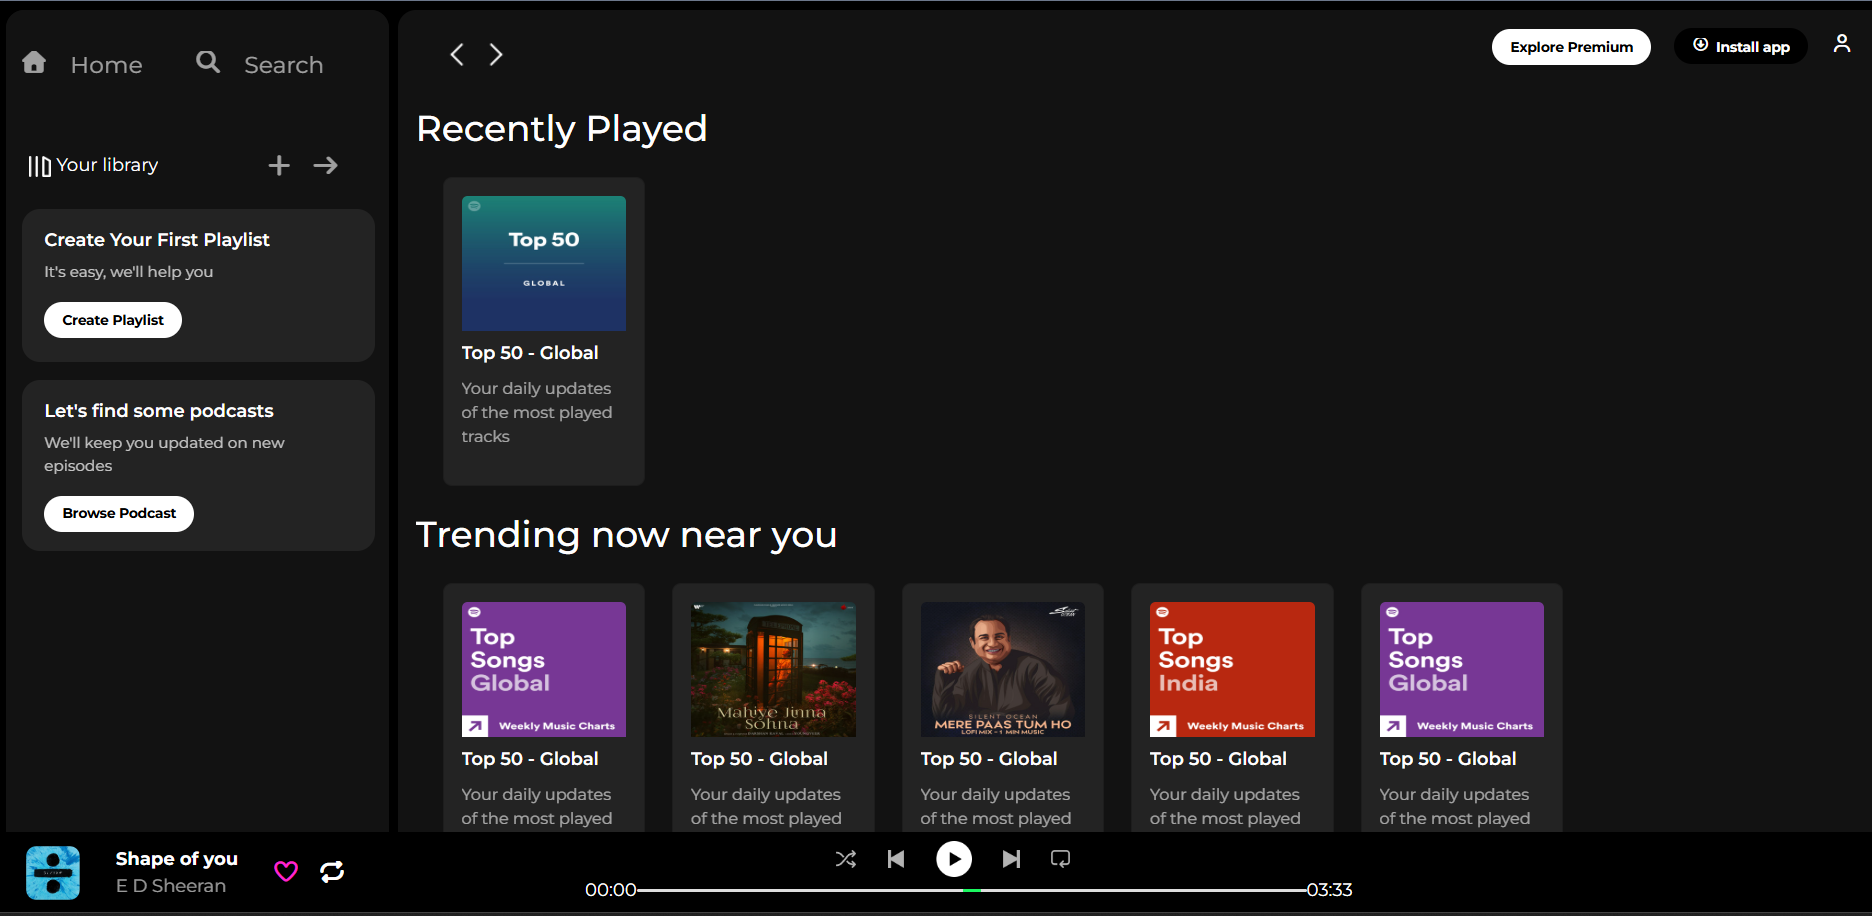 Home
Search
Your library
Create Your First Playlist
It's easy, we'll help you
Create Playlist
Let's find some podcasts
We'll keep you updated on new
episodes
Browse Podcast
Explore Premium
Install app
Recently Played
Top 50
GLOBAL
Top 50 - Global
Your daily updates
of the most played
tracks
Trending now near you
Top
Songs
Global
Weekly Music Charts
Top 50 - Global
Your daily updates
of the most played
Mahiye Jinna
Sohna
Top 50 - Global
Your daily updates
of the most played
SILENT OCEAN
MERE PAAS TUM HO
LOFI MIX - 1 MIN MUSIC
Top 50 - Global
Your daily updates
of the most played
Top
Songs
India
Weekly Music Charts
Top 50 - Global
Your daily updates
of the most played
Top
Songs
Global
Weekly Music Charts
Top 50 - Global
Your daily updates
of the most played
Shape of you
E D Sheeran
00:00
03:33